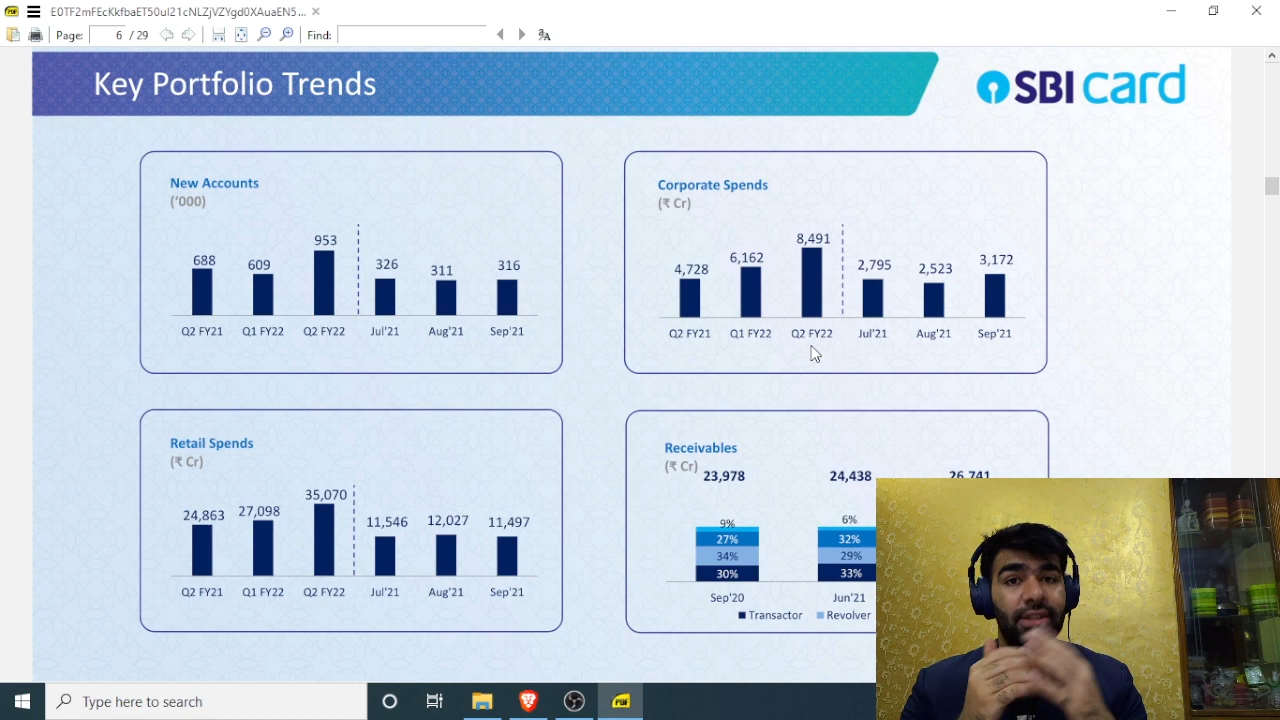 E0TF2mFEcKkfbaET50ul21cNLZjVZYgd0XAuaEN5...
Page: 6 / 29 Find:
Key Portfolio Trends
SBI card
New Accounts
('000)
688 609 953 326 311 316
Q2 FY21 Q1 FY22 Q2 FY22 Jul'21 Aug'21 Sep'21
Corporate Spends
(₹ Cr)
4,728 6,162 8,491 2,795 2,523 3,172
Q2 FY21 Q1 FY22 Q2 FY22 Jul'21 Aug'21 Sep'21
Retail Spends
(₹ Cr)
24,863 27,098 35,070 11,546 12,027 11,497
Q2 FY21 Q1 FY22 Q2 FY22 Jul'21 Aug'21 Sep'21
Receivables
(₹ Cr)
23,978 24,438 26,741
9% 6%
27% 32%
34% 29%
30% 33%
Sep'20 Jun'21
Transactor Revolver
Type here to search
PDF